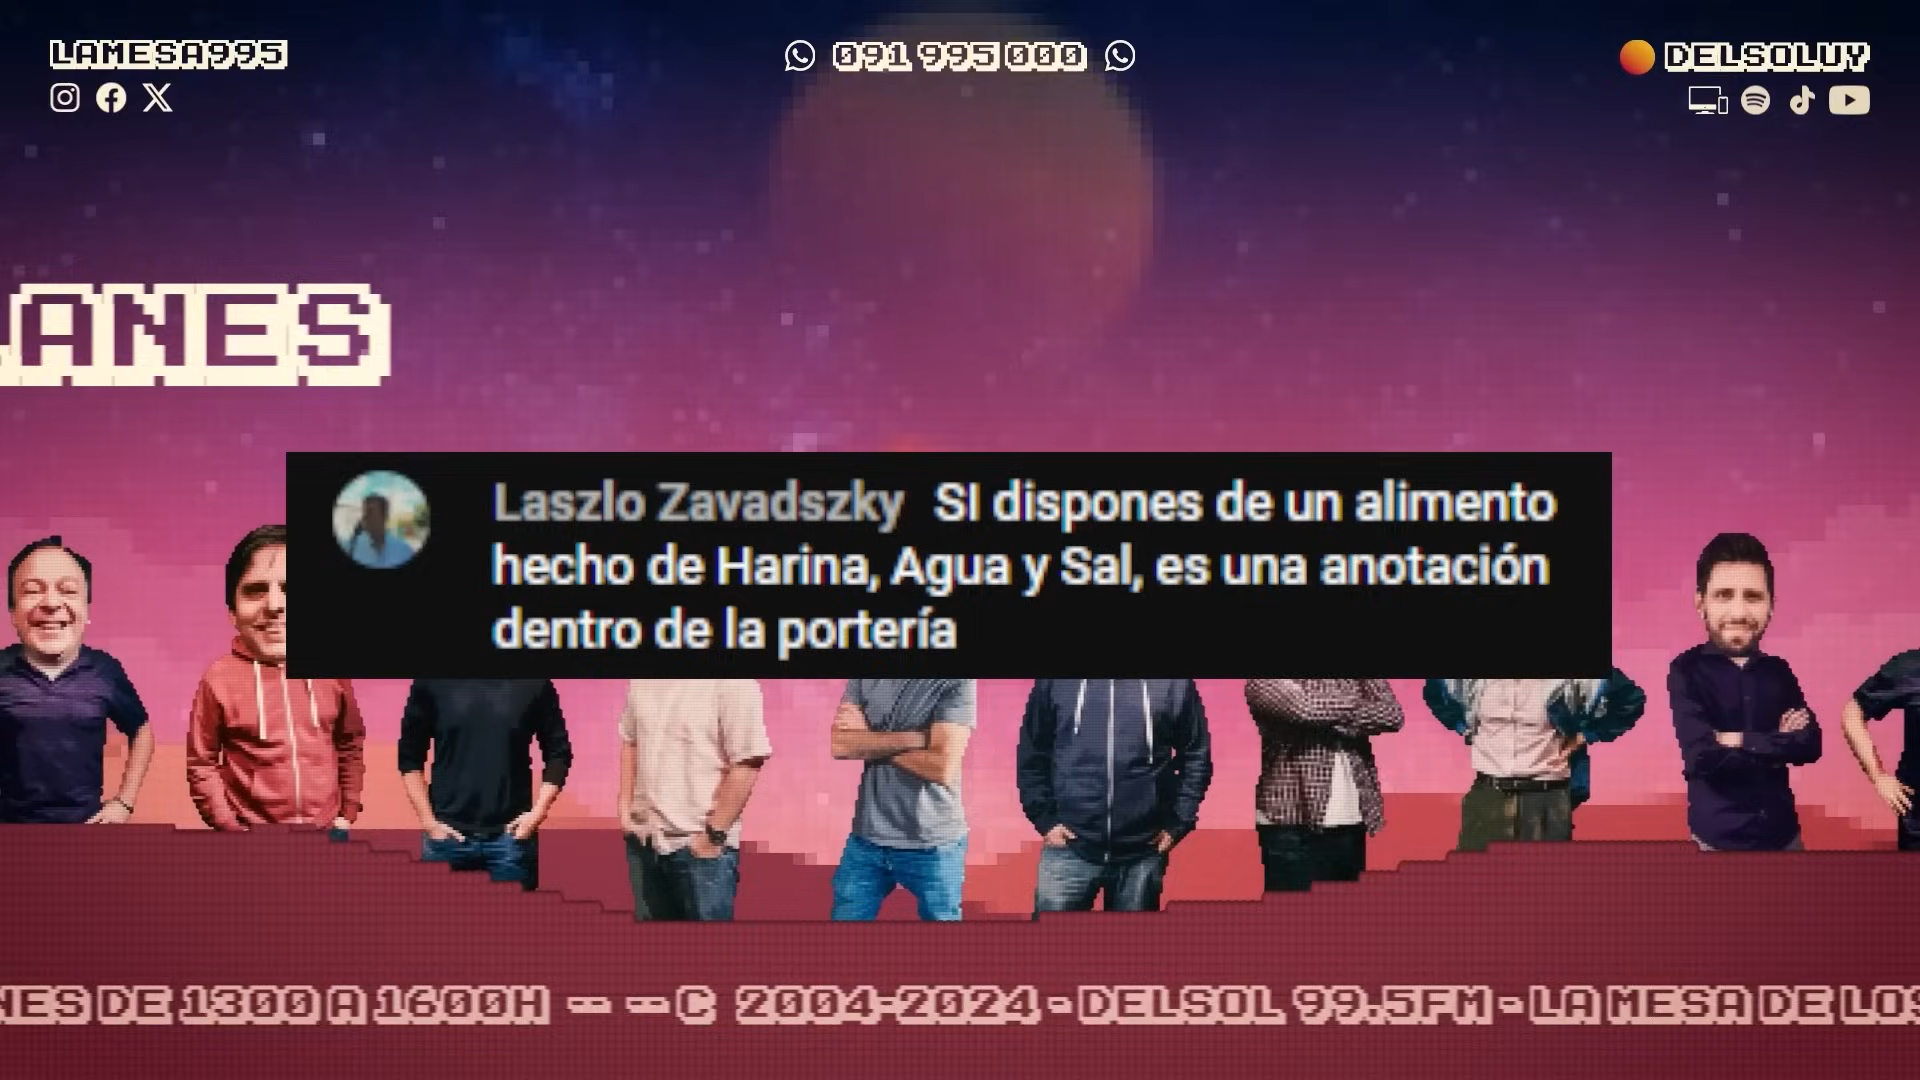 LAMESA995
091 995 000
DELSOLUY
ANES
Laszlo Zavadszky SI dispones de un alimento
hecho de Harina, Agua y Sal, es una anotación
dentro de la portería
NES DE 1300 A 1600H -- -- C 2004-2024 - DELSOL 99.5FM - LA MESA DE LOS